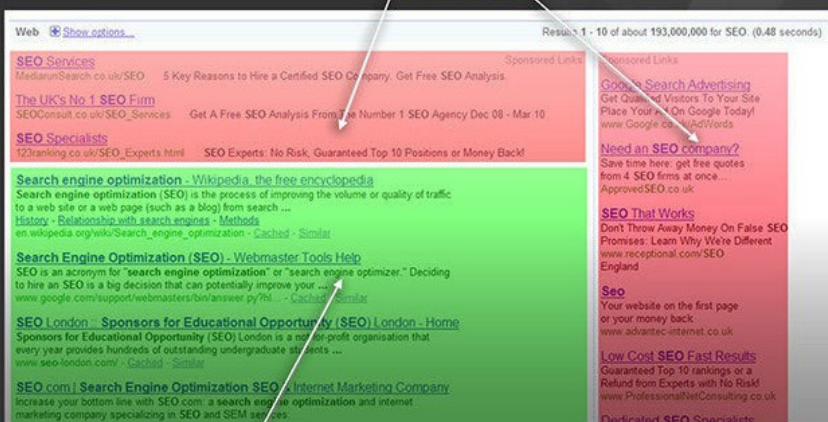 Web Show options... Results 1 - 10 of about 193,000,000 for SEO. (0.48 seconds)
SEO Services Sponsored Links
MediarunSearch.co.uk/SEO 5 Key Reasons to Hire a Certified SEO Company. Get Free SEO Analysis.
The UK's No 1 SEO Firm
SEOConsult.co.uk/SEO_Services Get A Free SEO Analysis From The Number 1 SEO Agency Dec 08 - Mar 10
SEO Specialists
123ranking.co.uk/SEO_Experts.html SEO Experts: No Risk, Guaranteed Top 10 Positions or Money Back!
Search engine optimization - Wikipedia, the free encyclopedia
Search engine optimization (SEO) is the process of improving the volume or quality of traffic
to a web site or a web page (such as a blog) from search ...
History - Relationship with search engines - Methods
en.wikipedia.org/wiki/Search_engine_optimization - Cached - Similar
Search Engine Optimization (SEO) - Webmaster Tools Help
SEO is an acronym for "search engine optimization" or "search engine optimizer." Deciding
to hire an SEO is a big decision that can potentially improve your ...
www.google.com/support/webmasters/bin/answer.py?hl... - Cached - Similar
SEO London :: Sponsors for Educational Opportunity (SEO) London - Home
Sponsors for Educational Opportunity (SEO) London is a not-for-profit organisation that
every year provides hundreds of outstanding undergraduate students ...
www.seo-london.com/ - Cached - Similar
SEO.com | Search Engine Optimization SEO & Internet Marketing Company
Increase your bottom line with SEO.com: a search engine optimization and internet
marketing company specializing in SEO and SEM services.
Sponsored Links
Google Search Advertising
Get Qualified Visitors To Your Site
Place Your Ad On Google Today!
www.Google.co.uk/AdWords
Need an SEO company?
Save time here: get free quotes
from 4 SEO firms at once...
ApprovedSEO.co.uk
SEO That Works
Don't Throw Away Money On False SEO
Promises: Learn Why We're Different
www.receptional.com/SEO
England
Seo
Your website on the first page
or your money back
www.advantec-internet.co.uk
Low Cost SEO Fast Results
Guaranteed Top 10 rankings or a
Refund from Experts with No Risk!
www.ProfessionalNetConsulting.co.uk
Dedicated SEO Specialists